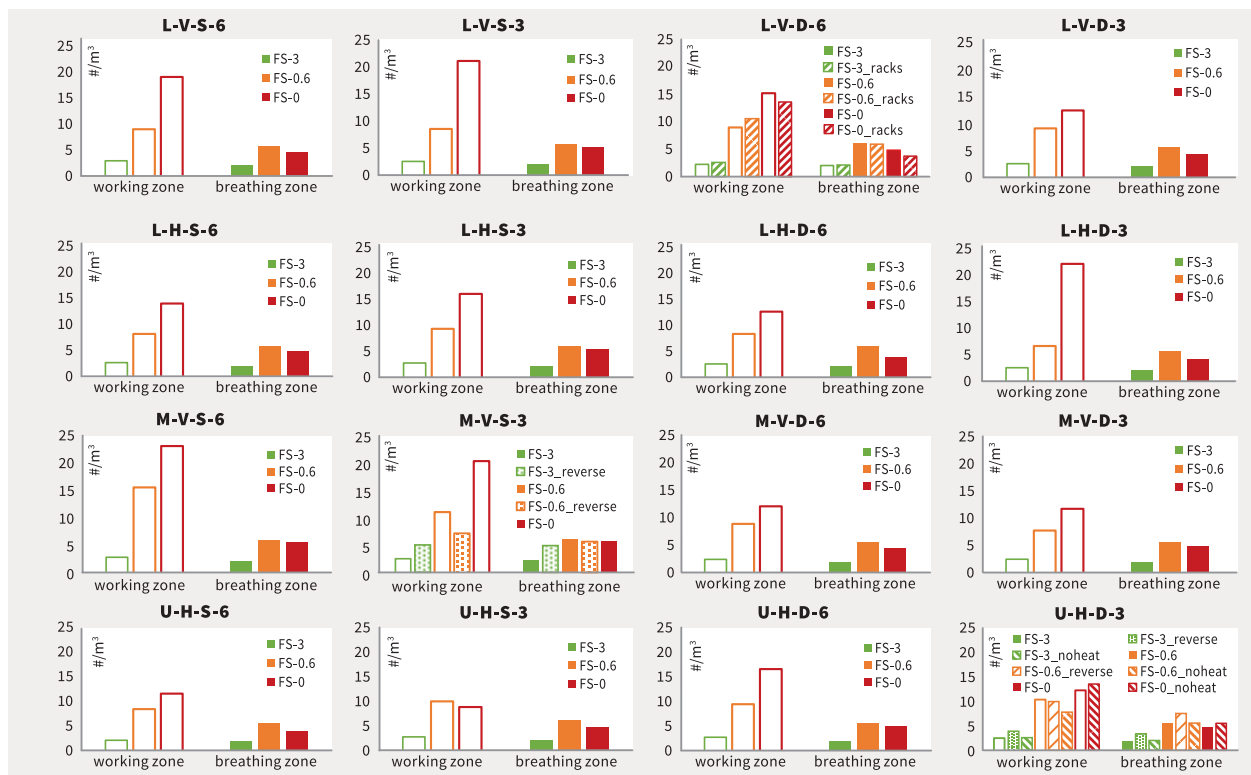 L-V-S-6
25
20
15
10
5
0
#/m³
FS-3
FS-0.6
FS-0
working zone
breathing zone
L-V-S-3
25
20
15
10
5
0
#/m³
FS-3
FS-0.6
FS-0
working zone
breathing zone
L-V-D-6
25
20
15
10
5
0
#/m³
FS-3
FS-3_racks
FS-0.6
FS-0.6_racks
FS-0
FS-0_racks
working zone
breathing zone
L-V-D-3
25
20
15
10
5
0
#/m³
FS-3
FS-0.6
FS-0
working zone
breathing zone
L-H-S-6
25
20
15
10
5
0
#/m³
FS-3
FS-0.6
FS-0
working zone
breathing zone
L-H-S-3
25
20
15
10
5
0
#/m³
FS-3
FS-0.6
FS-0
working zone
breathing zone
L-H-D-6
25
20
15
10
5
0
#/m³
FS-3
FS-0.6
FS-0
working zone
breathing zone
L-H-D-3
25
20
15
10
5
0
#/m³
FS-3
FS-0.6
FS-0
working zone
breathing zone
M-V-S-6
25
20
15
10
5
0
#/m³
FS-3
FS-0.6
FS-0
working zone
breathing zone
M-V-S-3
25
20
15
10
5
0
#/m³
FS-3
FS-3_reverse
FS-0.6
FS-0.6_reverse
FS-0
working zone
breathing zone
M-V-D-6
25
20
15
10
5
0
#/m³
FS-3
FS-0.6
FS-0
working zone
breathing zone
M-V-D-3
25
20
15
10
5
0
#/m³
FS-3
FS-0.6
FS-0
working zone
breathing zone
U-H-S-6
25
20
15
10
5
0
#/m³
FS-3
FS-0.6
FS-0
working zone
breathing zone
U-H-S-3
25
20
15
10
5
0
#/m³
FS-3
FS-0.6
FS-0
working zone
breathing zone
U-H-D-6
25
20
15
10
5
0
#/m³
FS-3
FS-0.6
FS-0
working zone
breathing zone
U-H-D-3
25
20
15
10
5
0
#/m³
FS-3
FS-3_reverse
FS-3_noheat
FS-0.6
FS-0.6_reverse
FS-0.6_noheat
FS-0
FS-0_noheat
working zone
breathing zone